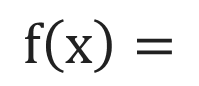 f(x) =